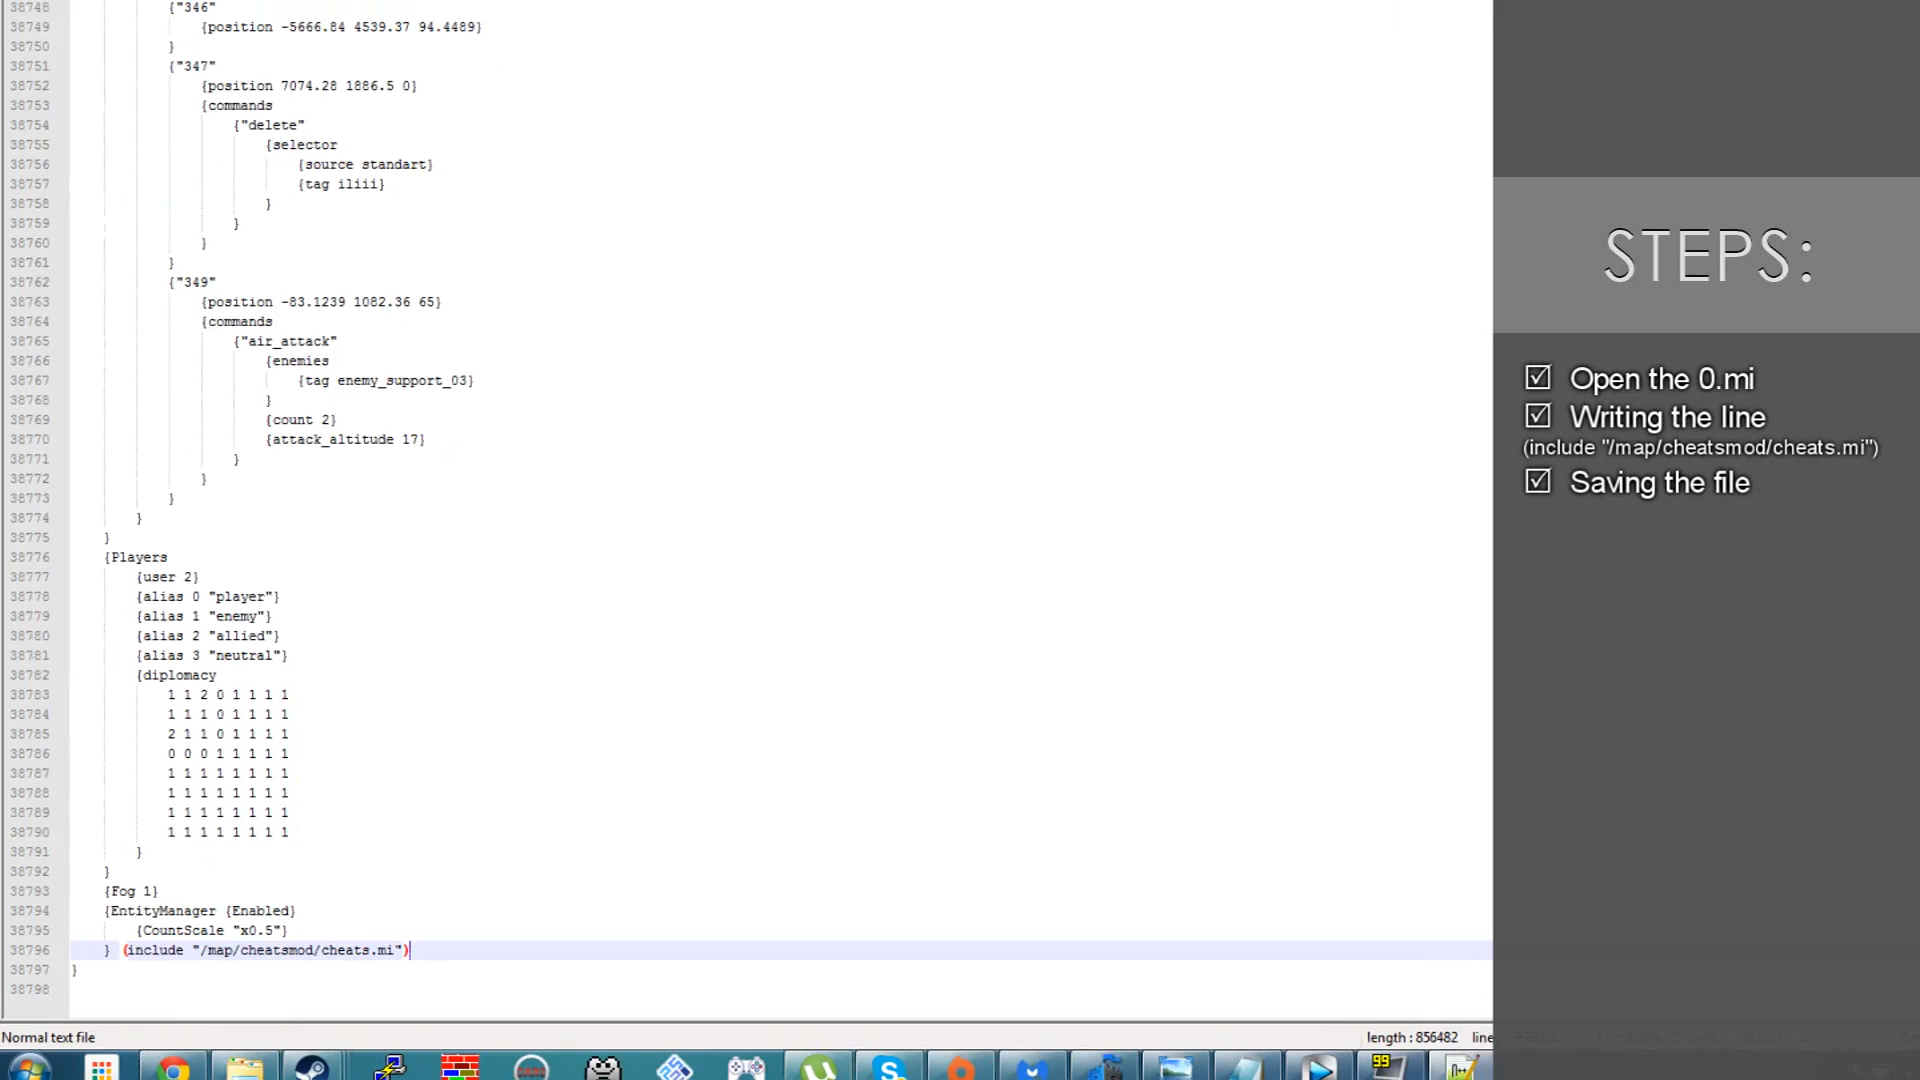 38748 {"346"
38749 {position -5666.84 4539.37 94.4489}
38750 }
38751 {"347"
38752 {position 7074.28 1886.5 0}
38753 {commands
38754 {"delete"
38755 {selector
38756 {source standart}
38757 {tag iliii}
38758 }
38759 }
38760 }
38761 }
38762 {"349"
38763 {position -83.1239 1082.36 65}
38764 {commands
38765 {"air_attack"
38766 {enemies
38767 {tag enemy_support_03}
38768 }
38769 {count 2}
38770 {attack_altitude 17}
38771 }
38772 }
38773 }
38774 }
38775 }
38776 {Players
38777 {user 2}
38778 {alias 0 "player"}
38779 {alias 1 "enemy"}
38780 {alias 2 "allied"}
38781 {alias 3 "neutral"}
38782 {diplomacy
38783 1 1 2 0 1 1 1 1
38784 1 1 1 0 1 1 1 1
38785 2 1 1 0 1 1 1 1
38786 0 0 0 1 1 1 1 1
38787 1 1 1 1 1 1 1 1
38788 1 1 1 1 1 1 1 1
38789 1 1 1 1 1 1 1 1
38790 1 1 1 1 1 1 1 1
38791 }
38792 }
38793 {Fog 1}
38794 {EntityManager {Enabled}
38795 {CountScale "x0.5"}
38796 } (include "/map/cheatsmod/cheats.mi")
38797 }
38798
Normal text file
length : 856482 line
STEPS:
Open the 0.mi
Writing the line
(include "/map/cheatsmod/cheats.mi")
Saving the file
99